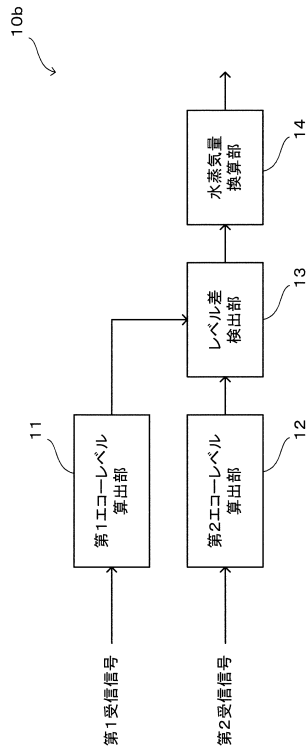 10b
第1受信信号
第1エコーレベル
算出部
11
第2受信信号
第2エコーレベル
算出部
12
レベル差
検出部
13
水蒸気量
換算部
14